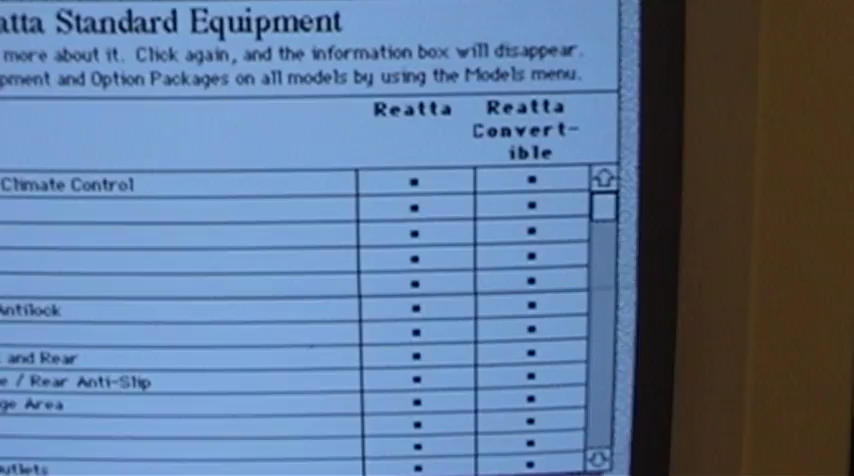 atta Standard Equipment
more about it. Click again, and the information box will disappear.
pment and Option Packages on all models by using the Models menu.
Reatta
Reatta
Convert-
ible
Climate Control
Antilock
and Rear
e / Rear Anti-Slip
ge Area
utlets